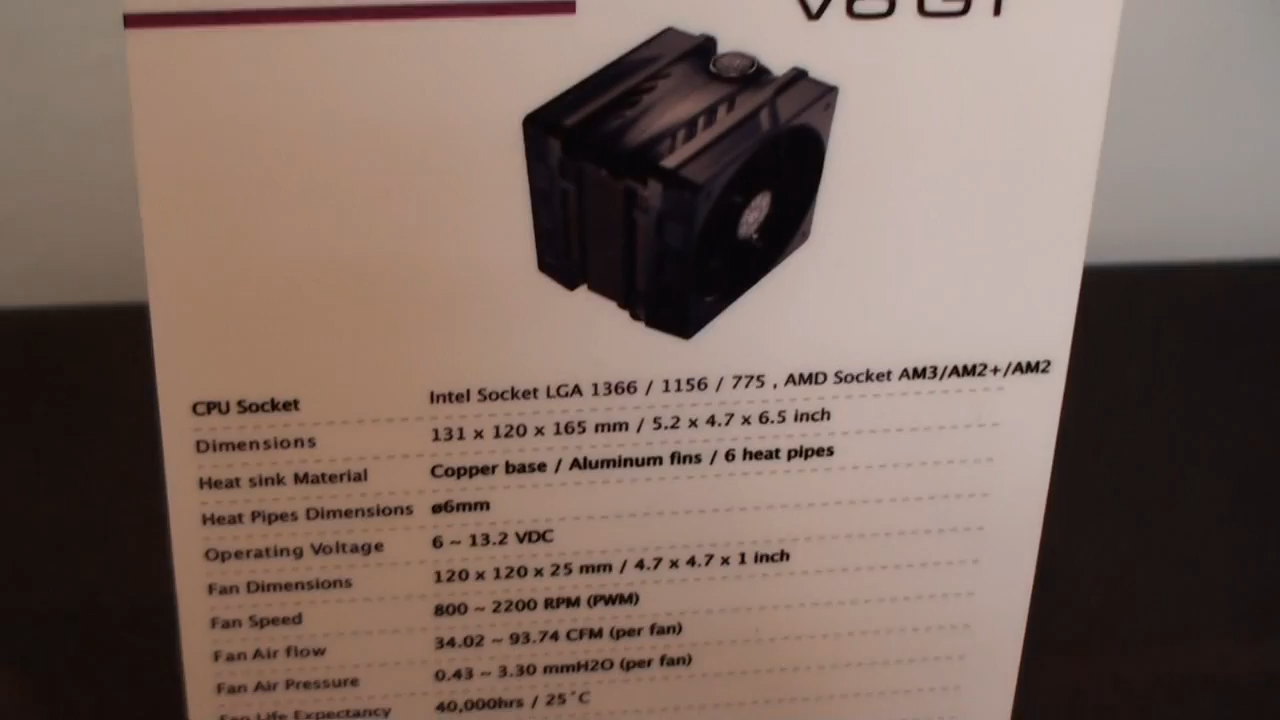 V6 GT
CPU Socket Intel Socket LGA 1366 / 1156 / 775 , AMD Socket AM3/AM2+/AM2
Dimensions 131 x 120 x 165 mm / 5.2 x 4.7 x 6.5 inch
Heat sink Material Copper base / Aluminum fins / 6 heat pipes
Heat Pipes Dimensions ø6mm
Operating Voltage 6 ~ 13.2 VDC
Fan Dimensions 120 x 120 x 25 mm / 4.7 x 4.7 x 1 inch
Fan Speed 800 ~ 2200 RPM (PWM)
Fan Air flow 34.02 ~ 93.74 CFM (per fan)
Fan Air Pressure 0.43 ~ 3.30 mmH2O (per fan)
Fan Life Expectancy 40,000hrs / 25°C